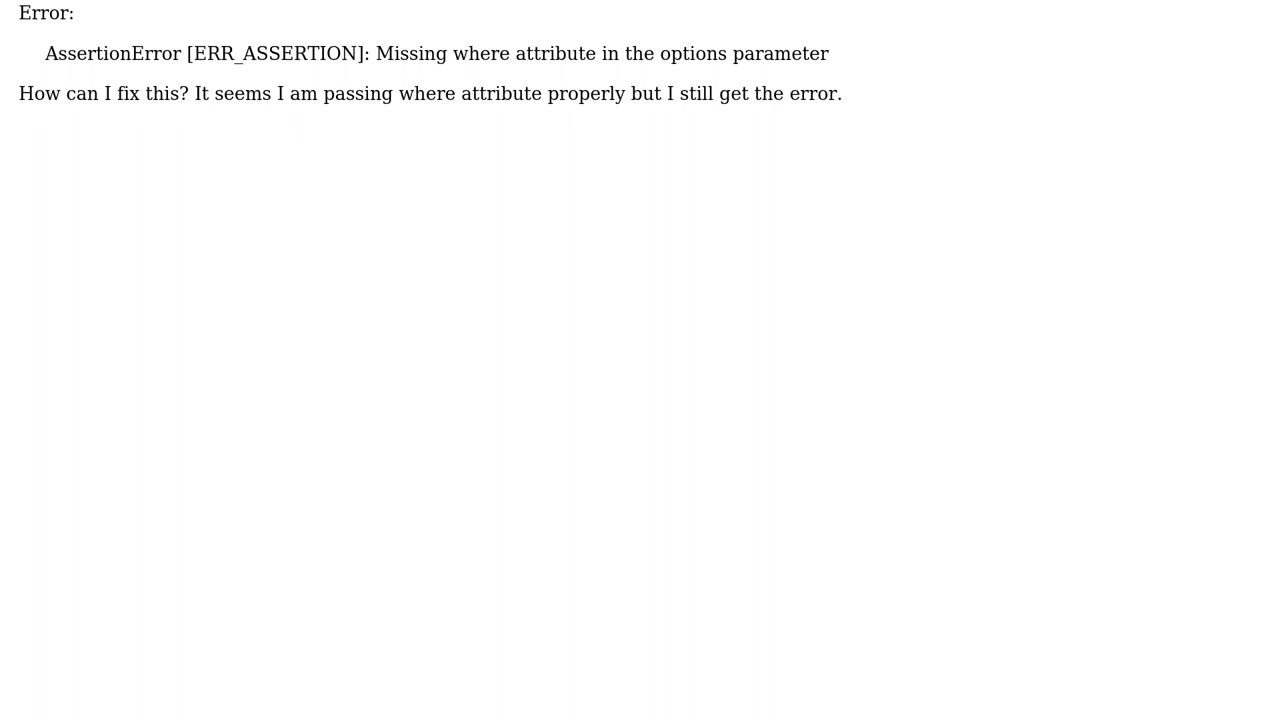 Error:
AssertionError [ERR_ASSERTION]: Missing where attribute in the options parameter
How can I fix this? It seems I am passing where attribute properly but I still get the error.